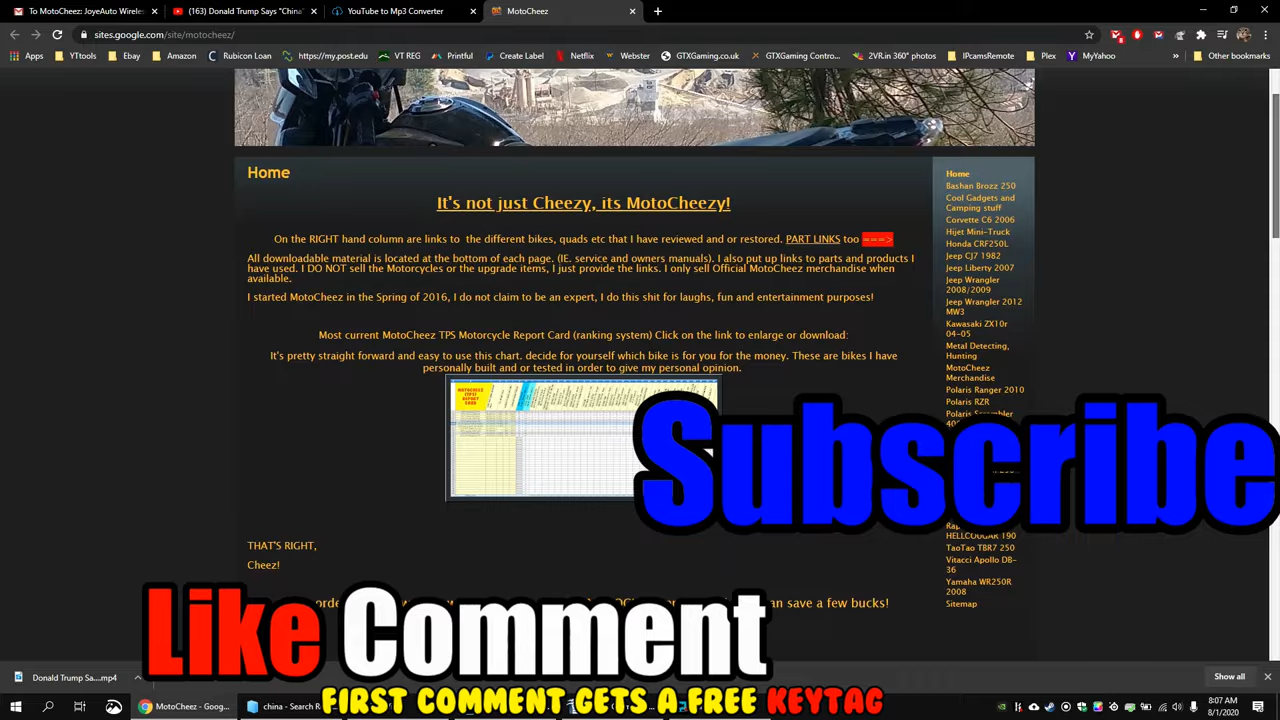 To MotoCheez: JoyeAuto Wireles
(163) Donald Trump Says "China"
YouTube to Mp3 Converter
MotoCheez
sites.google.com/site/motocheez/
Apps
YTtools
Ebay
Amazon
Rubicon Loan
https://my.post.edu
VT REG
Printful
Create Label
Netflix
Webster
GTXGaming.co.uk
GTXGaming Contro...
2VR.in 360° photos
IPcamsRemote
Plex
MyYahoo
»
Other bookmarks
Home
It's not just Cheezy, its MotoCheezy!
On the RIGHT hand column are links to the different bikes, quads etc that I have reviewed and or restored. PART LINKS too ===>
All downloadable material is located at the bottom of each page. (IE. service and owners manuals). I also put up links to parts and products I
have used. I DO NOT sell the Motorcycles or the upgrade items, I just provide the links. I only sell Official MotoCheez merchandise when
available.
I started MotoCheez in the Spring of 2016, I do not claim to be an expert, I do this shit for laughs, fun and entertainment purposes!
Most current MotoCheez TPS Motorcycle Report Card (ranking system) Click on the link to enlarge or download:
It's pretty straight forward and easy to use this chart. decide for yourself which bike is for you for the money. These are bikes I have
personally built and or tested in order to give my personal opinion.
THAT'S RIGHT,
Cheez!
an save a few bucks!
Home
Bashan Brozz 250
Cool Gadgets and
Camping stuff
Corvette C6 2006
Hijet Mini-Truck
Honda CRF250L
Jeep CJ7 1982
Jeep Liberty 2007
Jeep Wrangler
2008/2009
Jeep Wrangler 2012
MW3
Kawasaki ZX10r
04-05
Metal Detecting,
Hunting
MotoCheez
Merchandise
Polaris Ranger 2010
Polaris RZR
Polaris Scrambler
HELLCOUGAR 190
TaoTao TBR7 250
Vitacci Apollo DB-
36
Yamaha WR250R
2008
Sitemap
Subscribe
Like Comment
FIRST COMMENT GETS A FREE KEYTAG
Donald Trump Sa....mp4
Show all
MotoCheez - Goog...
china - Search Res...
8:07 AM
8/1/2020